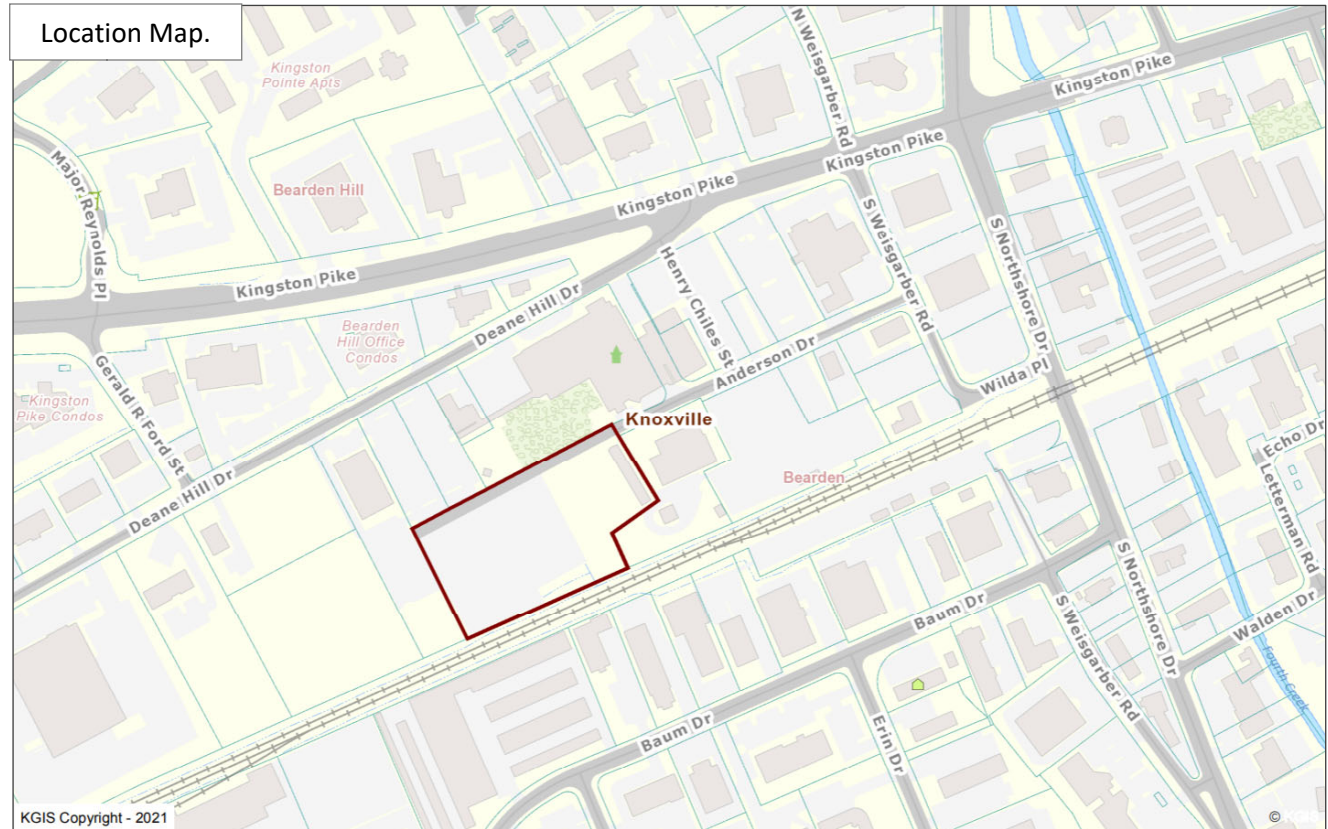 Location Map.
Kingston
Pointe Apts
N Weisgarber Rd
Kingston Pike
Kingston Pike
Major Reynolds Pl
Bearden Hill
Kingston Pike
S Weisgarber Rd
S Northshore Dr
Kingston Pike
Henry Chiles St
Deane Hill Dr
Bearden
Hill Office
Condos
Gerald R Ford St
Anderson Dr
Wilda Pl
Kingston
Pike Condos
Knoxville
Echo Dr
Bearden
Letterman Rd
Deane Hill Dr
Baum Dr
S Northshore Dr
Walden Dr
S Weisgarber Rd
Fourth Creek
Baum Dr
Erin Dr
KGIS Copyright - 2021
© KGIS